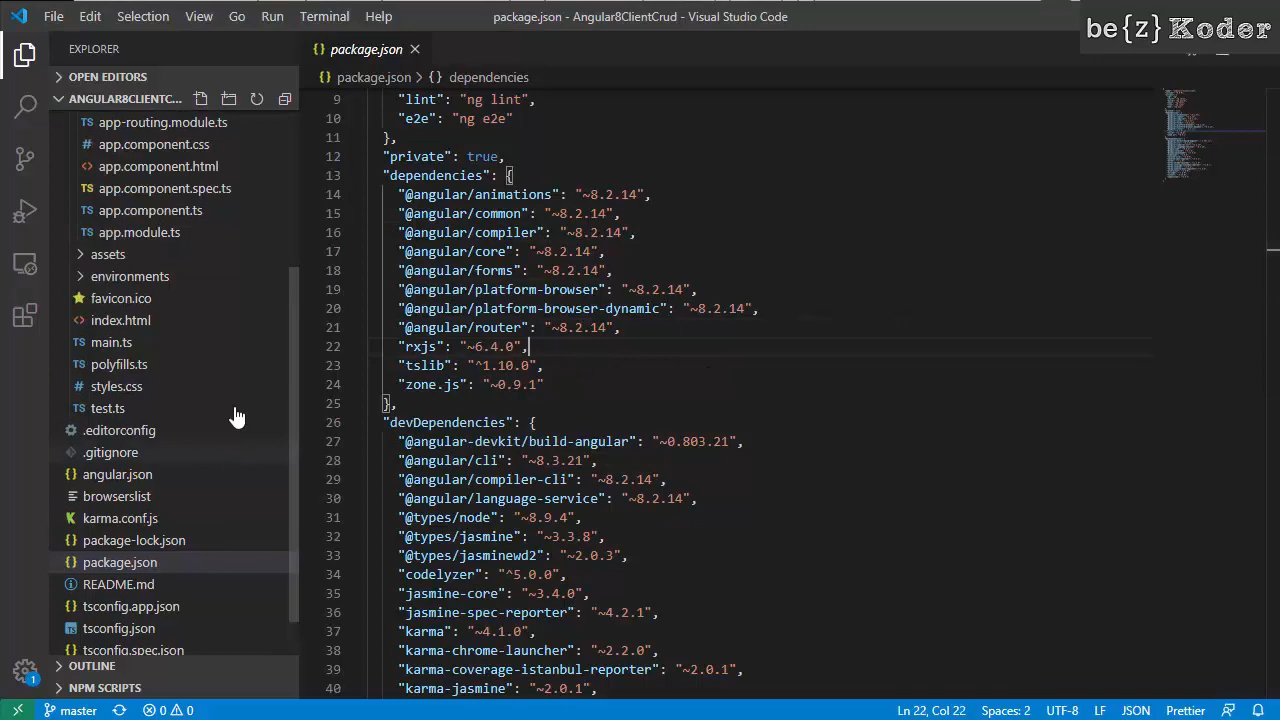 File Edit Selection View Go Run Terminal Help
package.json - Angular8ClientCrud - Visual Studio Code
be{z} Koder
EXPLORER
OPEN EDITORS
ANGULAR8CLIENTC...
TS app-routing.module.ts
# app.component.css
<> app.component.html
TS app.component.spec.ts
TS app.component.ts
TS app.module.ts
assets
environments
favicon.ico
<> index.html
TS main.ts
TS polyfills.ts
# styles.css
TS test.ts
.editorconfig
.gitignore
{} angular.json
browserslist
karma.conf.js
{} package-lock.json
{} package.json
README.md
{} tsconfig.app.json
tsconfig.json
tsconfig.spec.json
OUTLINE
NPM SCRIPTS
1
{} package.json
{} package.json > {} dependencies
9 "lint": "ng lint",
10 "e2e": "ng e2e"
11 },
12 "private": true,
13 "dependencies": {
14 "@angular/animations": "~8.2.14",
15 "@angular/common": "~8.2.14",
16 "@angular/compiler": "~8.2.14",
17 "@angular/core": "~8.2.14",
18 "@angular/forms": "~8.2.14",
19 "@angular/platform-browser": "~8.2.14",
20 "@angular/platform-browser-dynamic": "~8.2.14",
21 "@angular/router": "~8.2.14",
22 "rxjs": "~6.4.0",
23 "tslib": "^1.10.0",
24 "zone.js": "~0.9.1"
25 },
26 "devDependencies": {
27 "@angular-devkit/build-angular": "~0.803.21",
28 "@angular/cli": "~8.3.21",
29 "@angular/compiler-cli": "~8.2.14",
30 "@angular/language-service": "~8.2.14",
31 "@types/node": "~8.9.4",
32 "@types/jasmine": "~3.3.8",
33 "@types/jasminewd2": "~2.0.3",
34 "codelyzer": "^5.0.0",
35 "jasmine-core": "~3.4.0",
36 "jasmine-spec-reporter": "~4.2.1",
37 "karma": "~4.1.0",
38 "karma-chrome-launcher": "~2.2.0",
39 "karma-coverage-istanbul-reporter": "~2.0.1",
40 "karma-jasmine": "~2.0.1",
master 0 0 Ln 22, Col 22 Spaces: 2 UTF-8 LF JSON Prettier